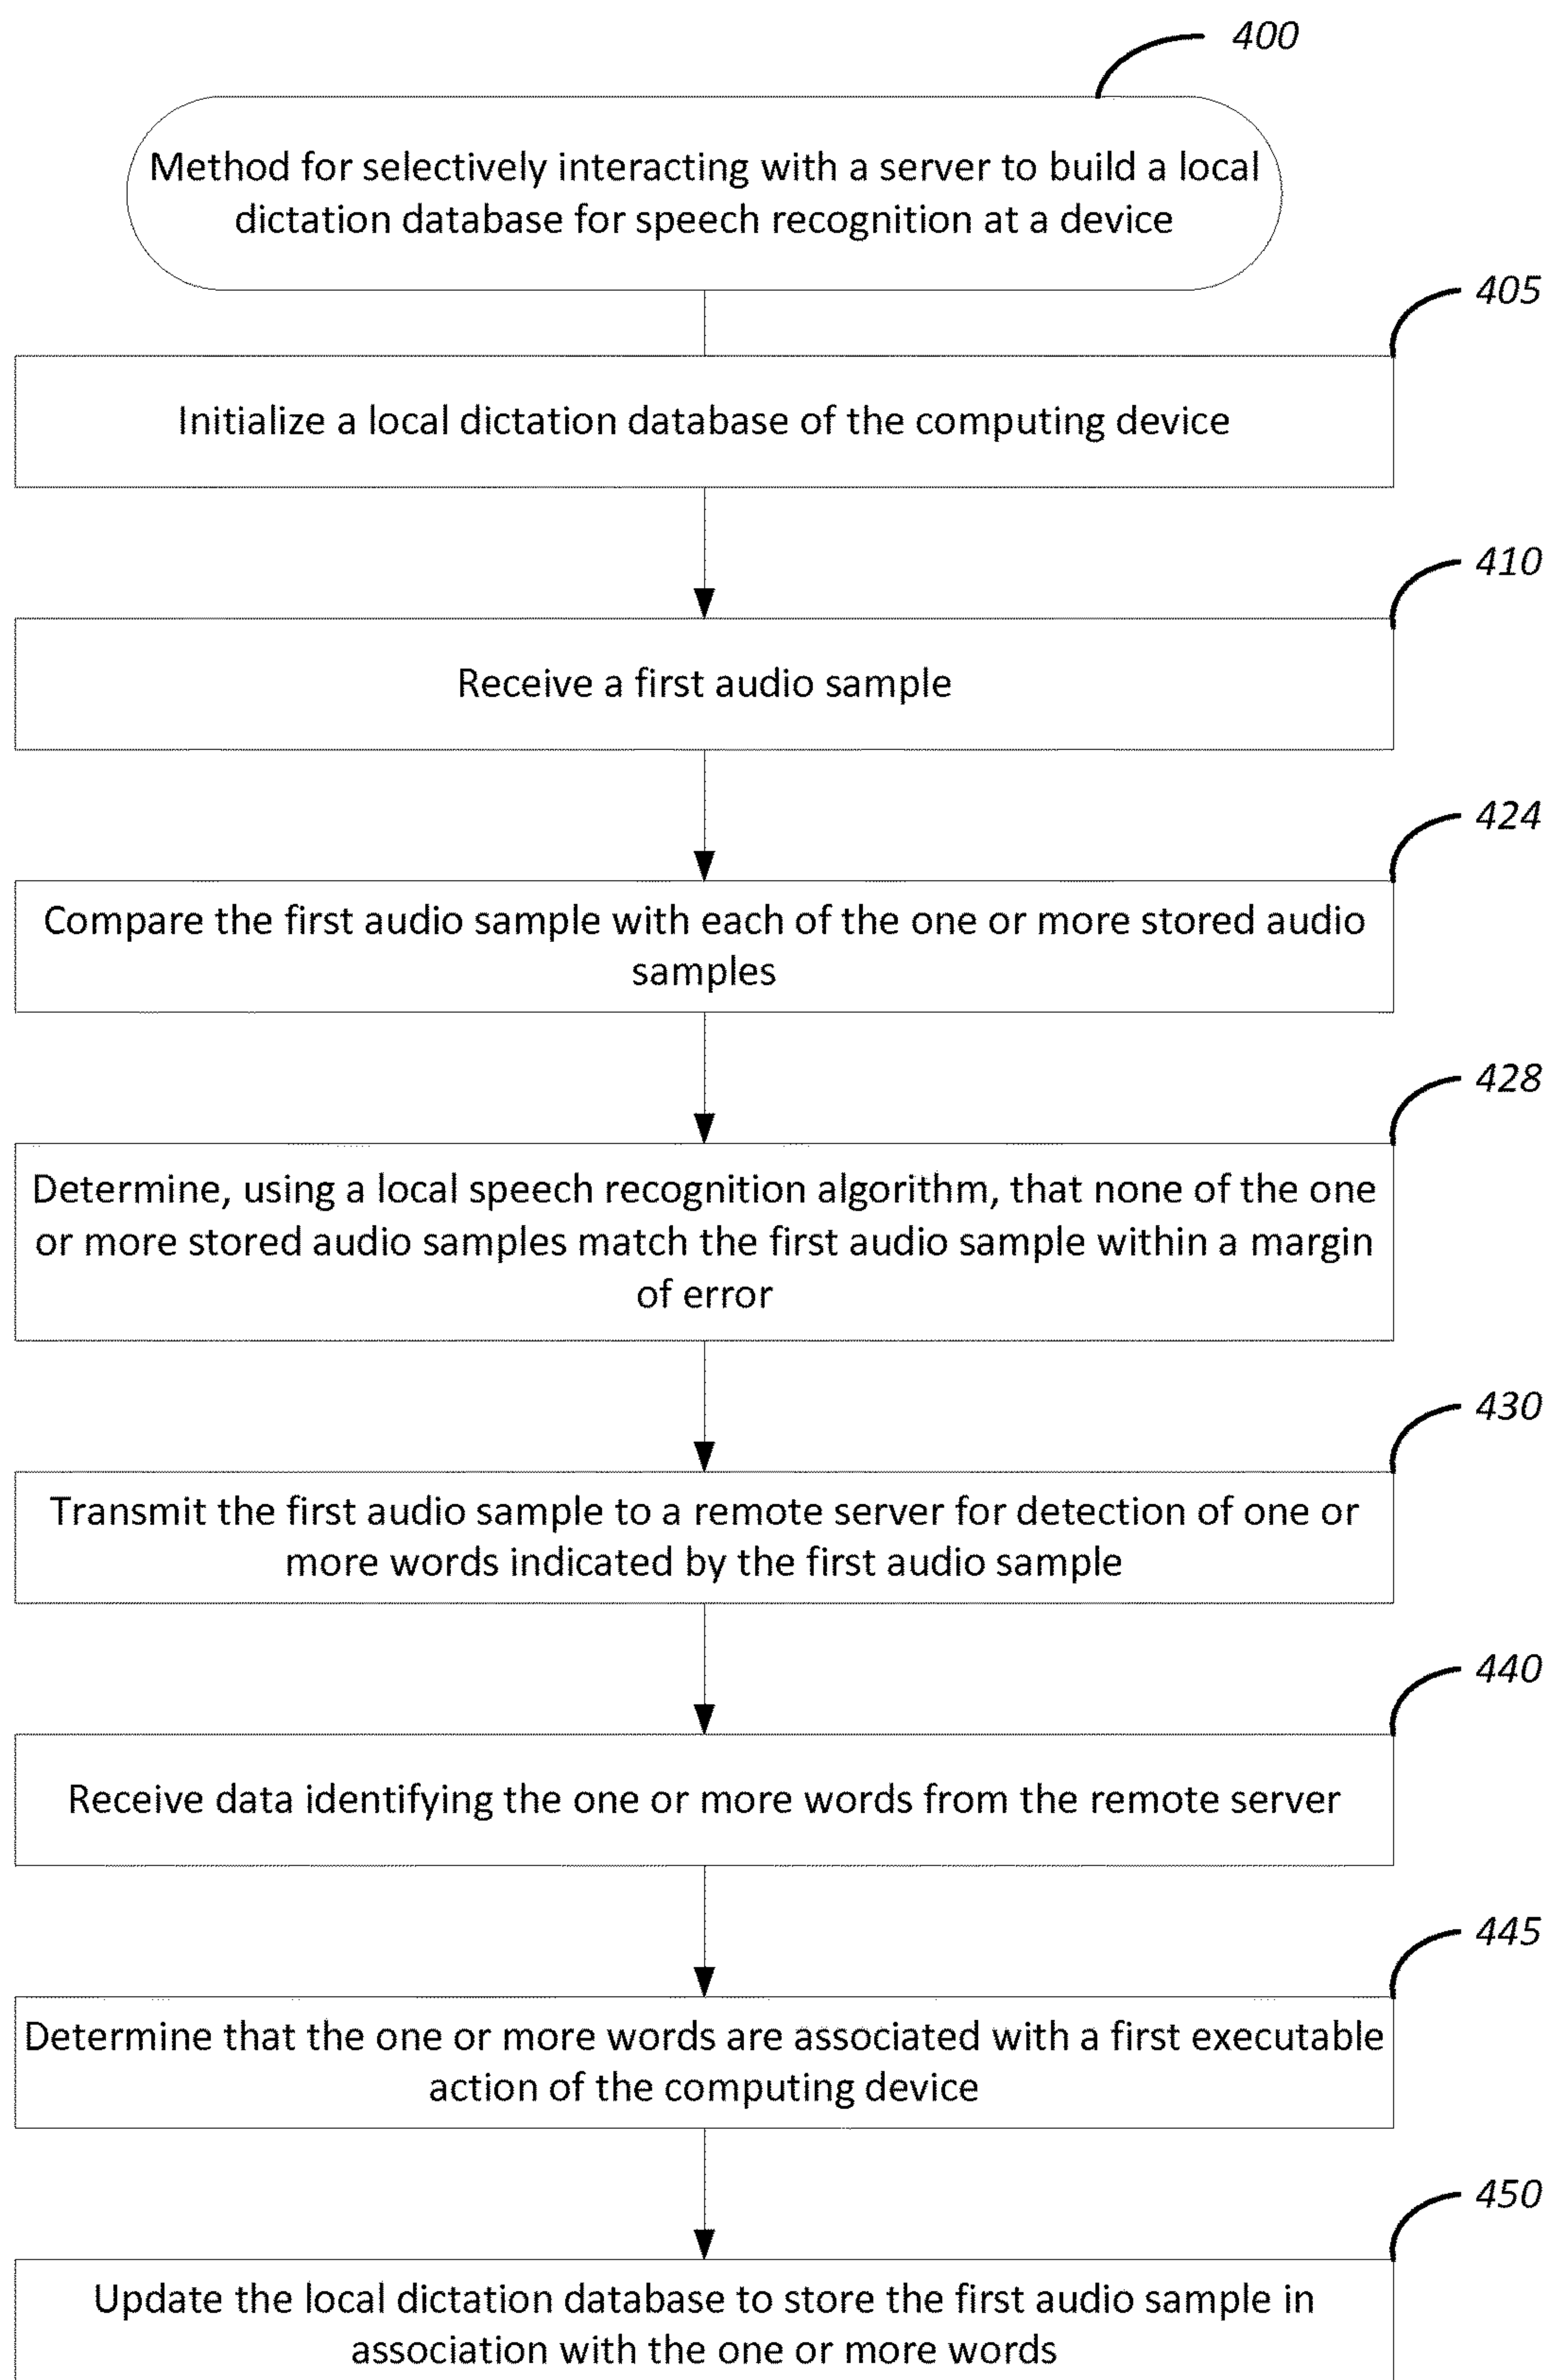 400
Method for selectively interacting with a server to build a local
dictation database for speech recognition at a device
405
Initialize a local dictation database of the computing device
410
Receive a first audio sample
424
Compare the first audio sample with each of the one or more stored audio
samples
428
Determine, using a local speech recognition algorithm, that none of the one
or more stored audio samples match the first audio sample within a margin
of error
430
Transmit the first audio sample to a remote server for detection of one or
more words indicated by the first audio sample
440
Receive data identifying the one or more words from the remote server
445
Determine that the one or more words are associated with a first executable
action of the computing device
450
Update the local dictation database to store the first audio sample in
association with the one or more words